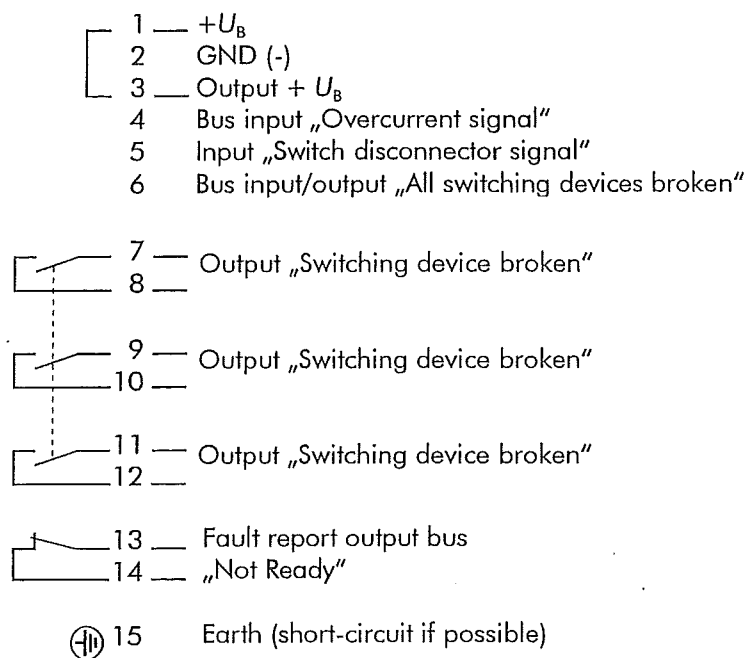 1 +UB
2 GND (-)
3 Output + UB
4 Bus input „Overcurrent signal"
5 Input „Switch disconnector signal"
6 Bus input/output „All switching devices broken"
7 Output „Switching device broken"
8
9 Output „Switching device broken"
10
11 Output „Switching device broken"
12
13 Fault report output bus
14 „Not Ready"
15 Earth (short-circuit if possible)